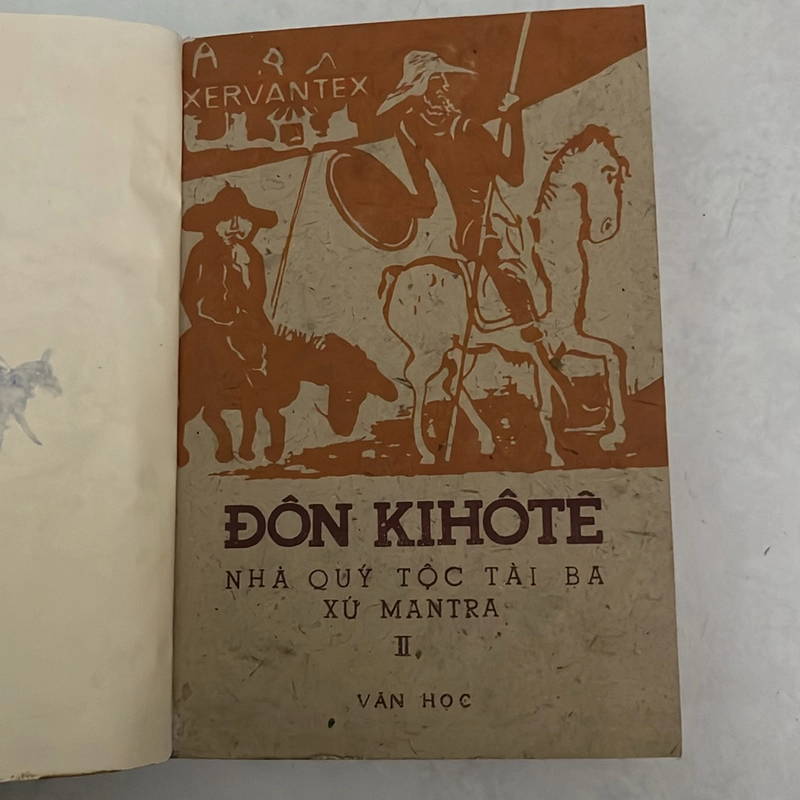 XERVANTEX
ĐÔN KIHÔTÊ
NHÀ QUÝ TỘC TÀI BA
XỨ MANTRA
II
VĂN HỌC